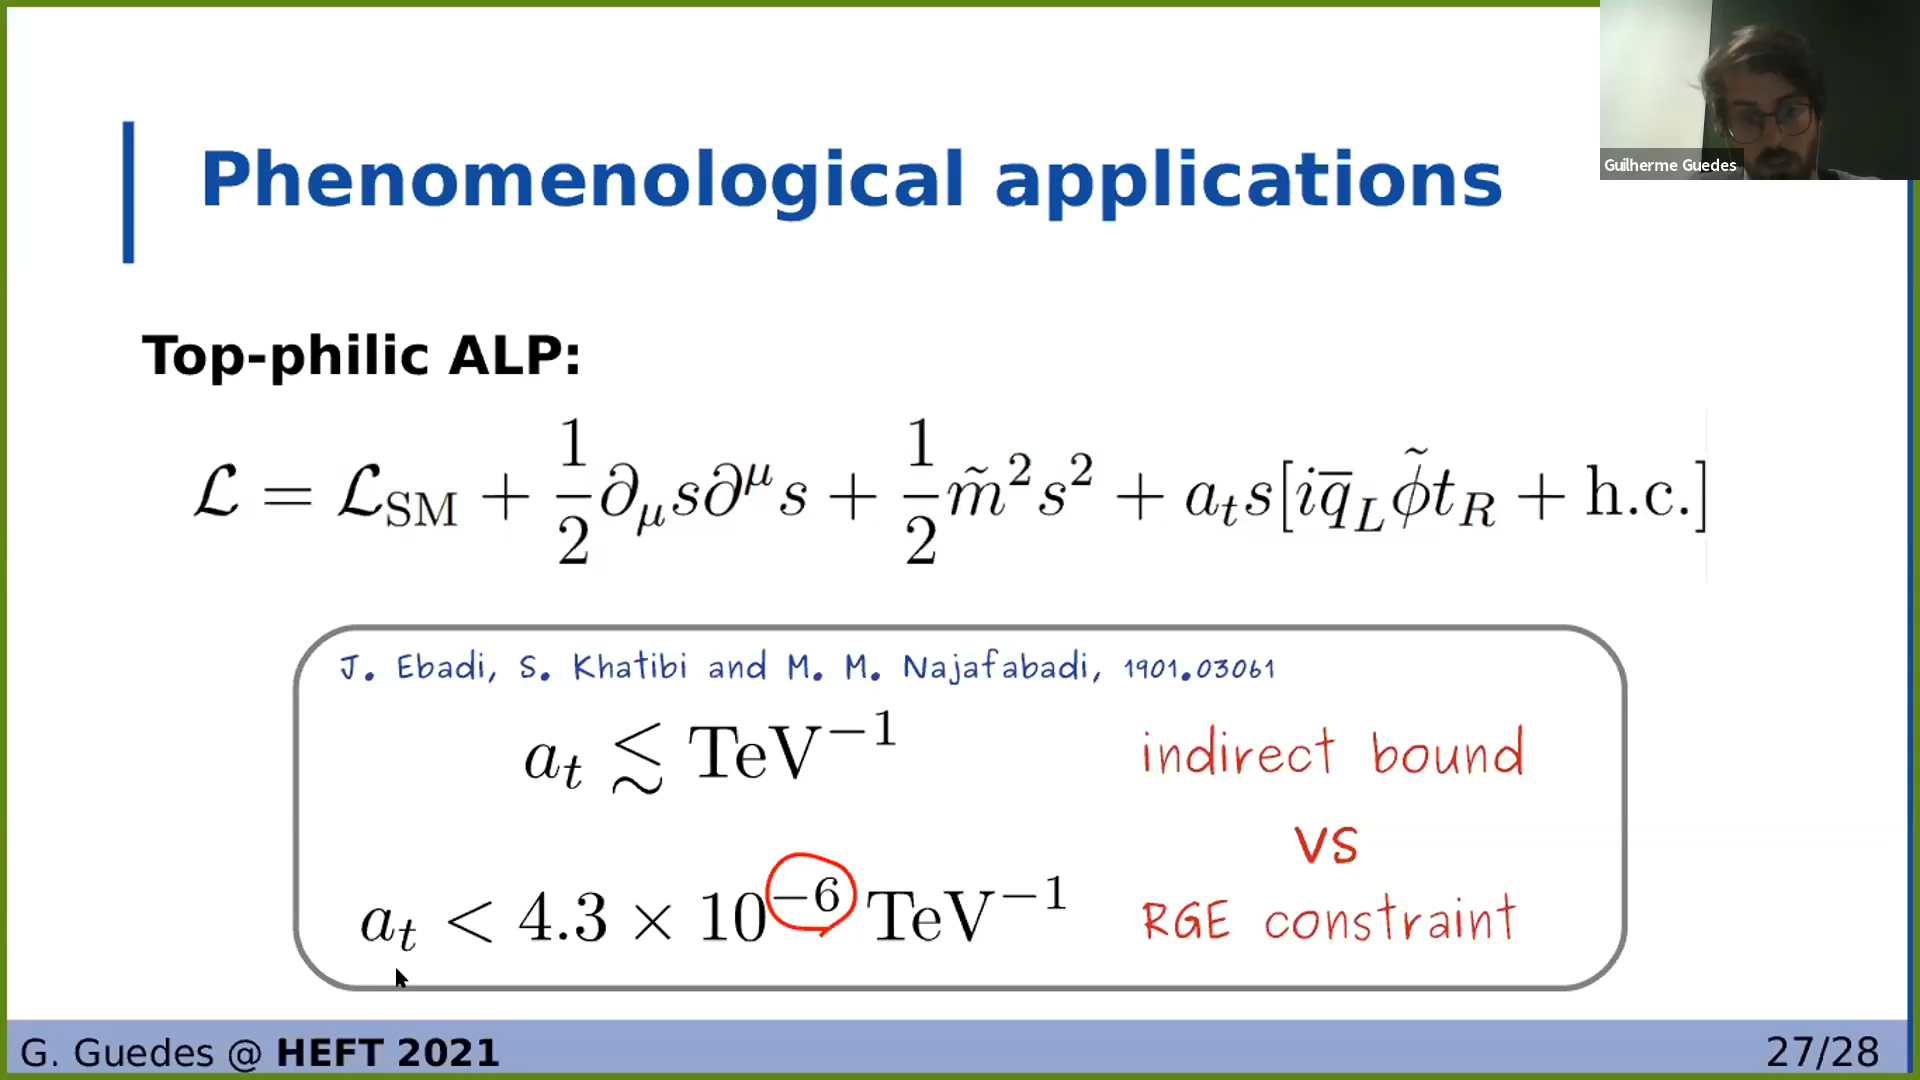 Guilherme Guedes
Phenomenological applications
Top-philic ALP:
ℒ = ℒ_SM + 1/2 ∂_μ s ∂^μ s + 1/2 m̃² s² + a_t s[i q̄_L ϕ̃ t_R + h.c.]
J. Ebadi, S. Khatibi and M. M. Najafabadi, 1901.03061
a_t ≲ TeV⁻¹ indirect bound
vs
a_t < 4.3 × 10⁻⁶ TeV⁻¹ RGE constraint
G. Guedes @ HEFT 2021 27/28